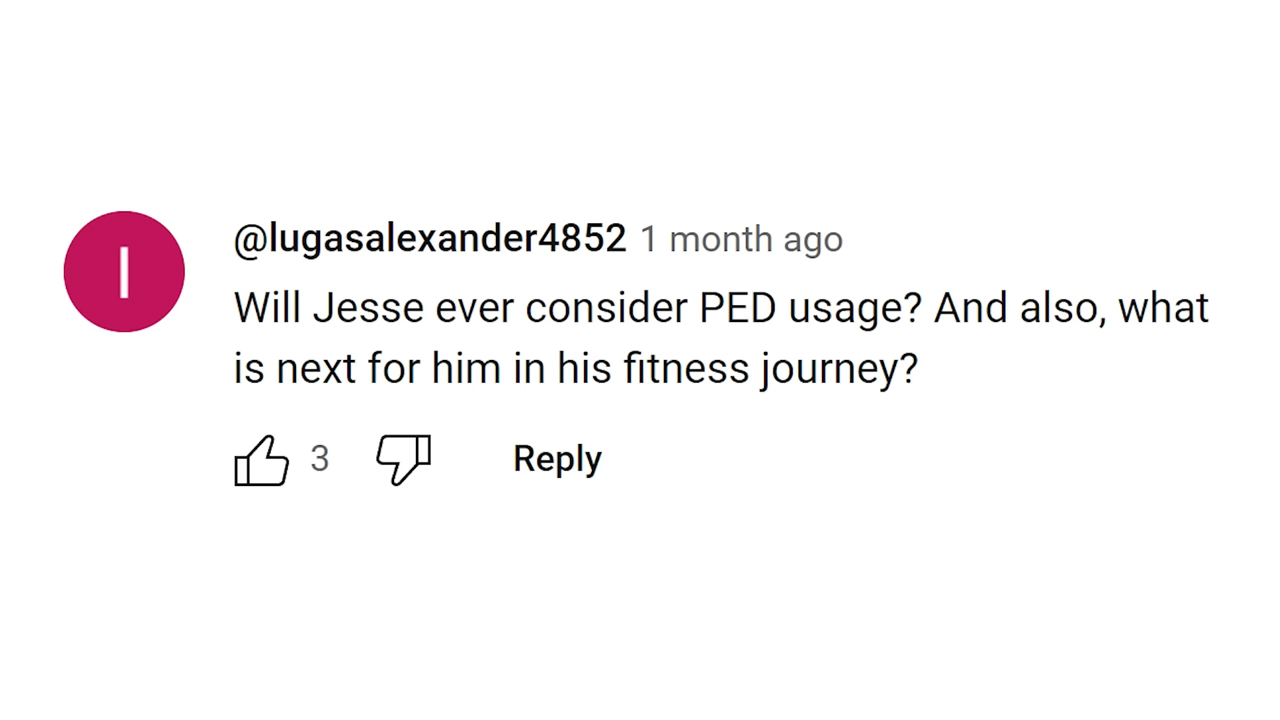 l
@lugasalexander4852 1 month ago
Will Jesse ever consider PED usage? And also, what
is next for him in his fitness journey?
3 Reply